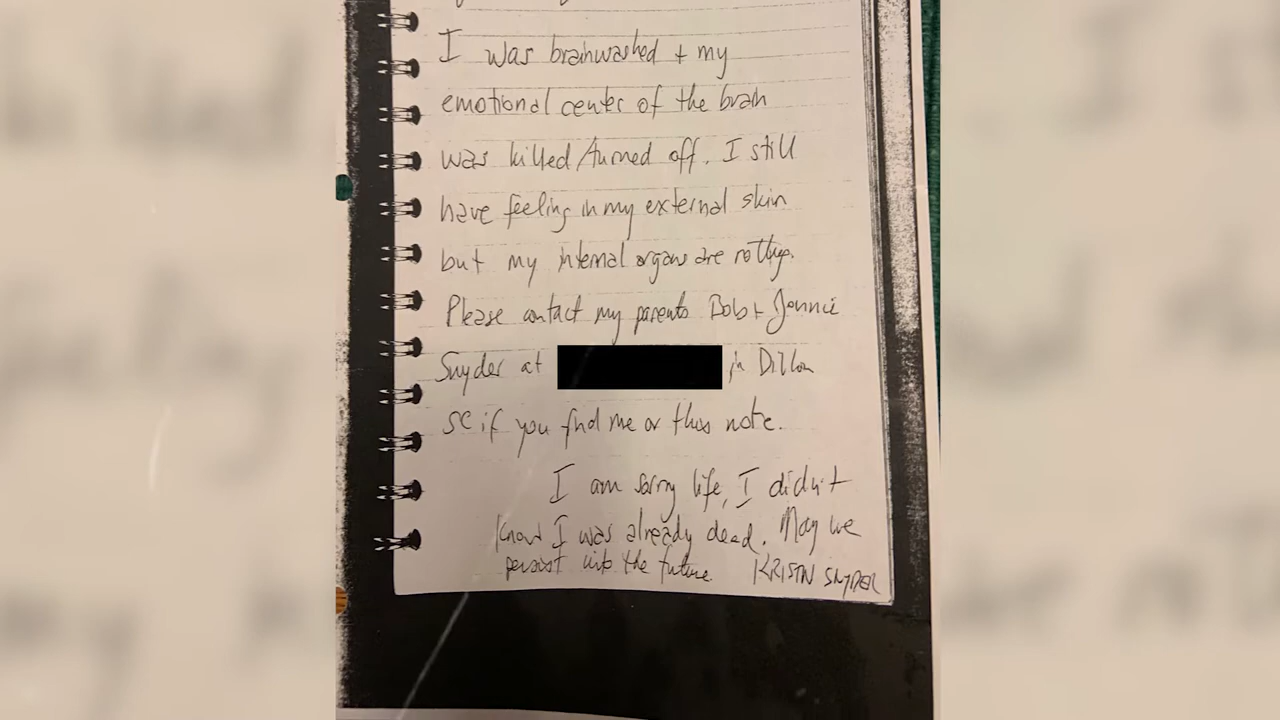 I was brainwashed + my
emotional center of the brain
was killed/turned off. I still
have feeling in my external skin
but my internal organs are rotting.
Please contact my parents Bob + Jonnie
Snyder at in Dillon
SC if you find me or this note.
I am sorry life, I didn't
know I was already dead. May we
persist into the future. KRISTIN SNYDER